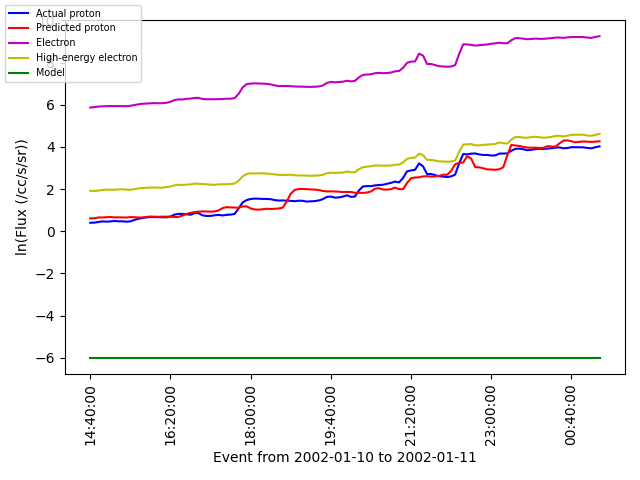 Actual proton
Predicted proton
Electron
High-energy electron
Model
6
4
2
0
−2
−4
−6
ln(Flux (/cc/s/sr))
14:40:00
16:20:00
18:00:00
19:40:00
21:20:00
23:00:00
00:40:00
Event from 2002-01-10 to 2002-01-11